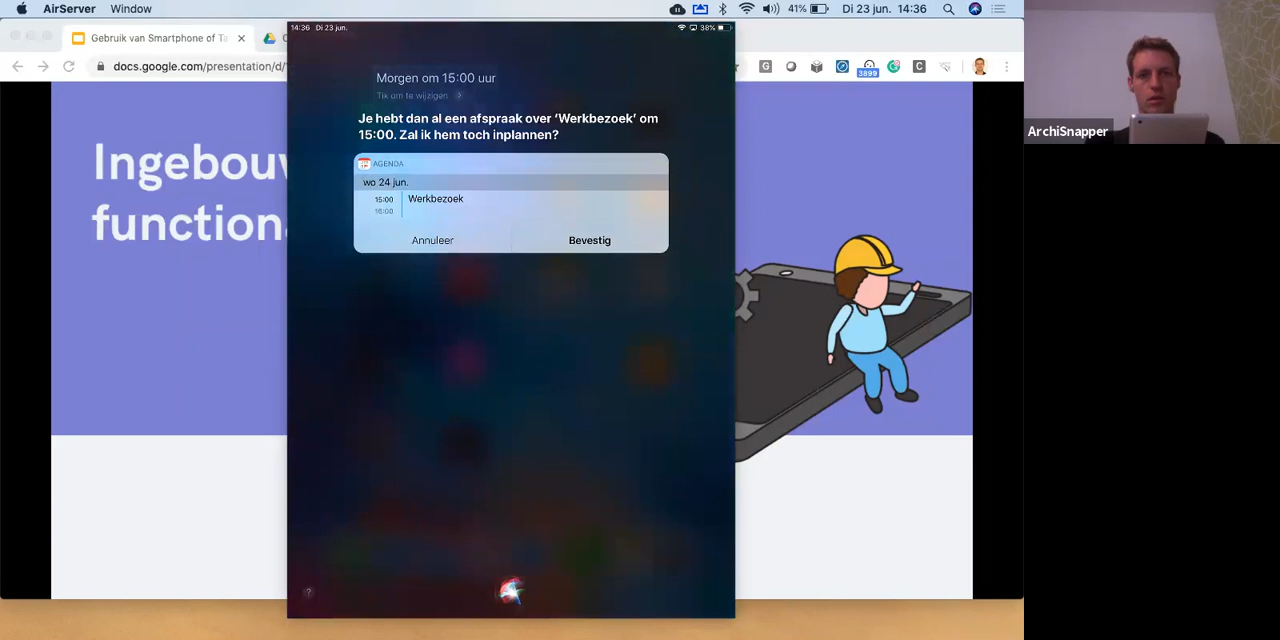 AirServer Window
41% Di 23 jun. 14:36
Gebruik van Smartphone of Ta
docs.google.com/presentation/d/
3899
14:36 Di 23 jun. 38%
Morgen om 15:00 uur
Tik om te wijzigen
Je hebt dan al een afspraak over ‘Werkbezoek’ om
15:00. Zal ik hem toch inplannen?
AGENDA
wo 24 jun.
15:00 Werkbezoek
16:00
Annuleer Bevestig
?
Ingebouw
function
ArchiSnapper